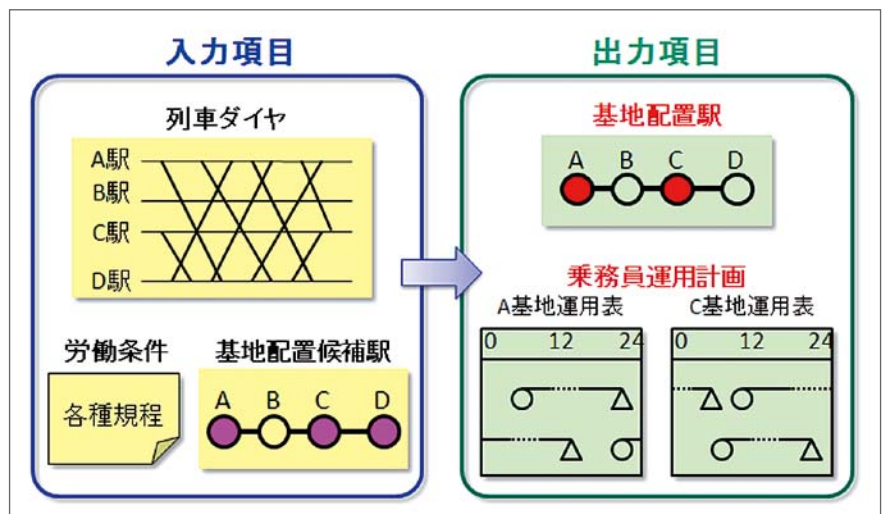 入力項目
列車ダイヤ
A駅
B駅
C駅
D駅
労働条件
各種規程
基地配置候補駅
A B C D
出力項目
基地配置駅
A B C D
乗務員運用計画
A基地運用表
0 12 24
C基地運用表
0 12 24